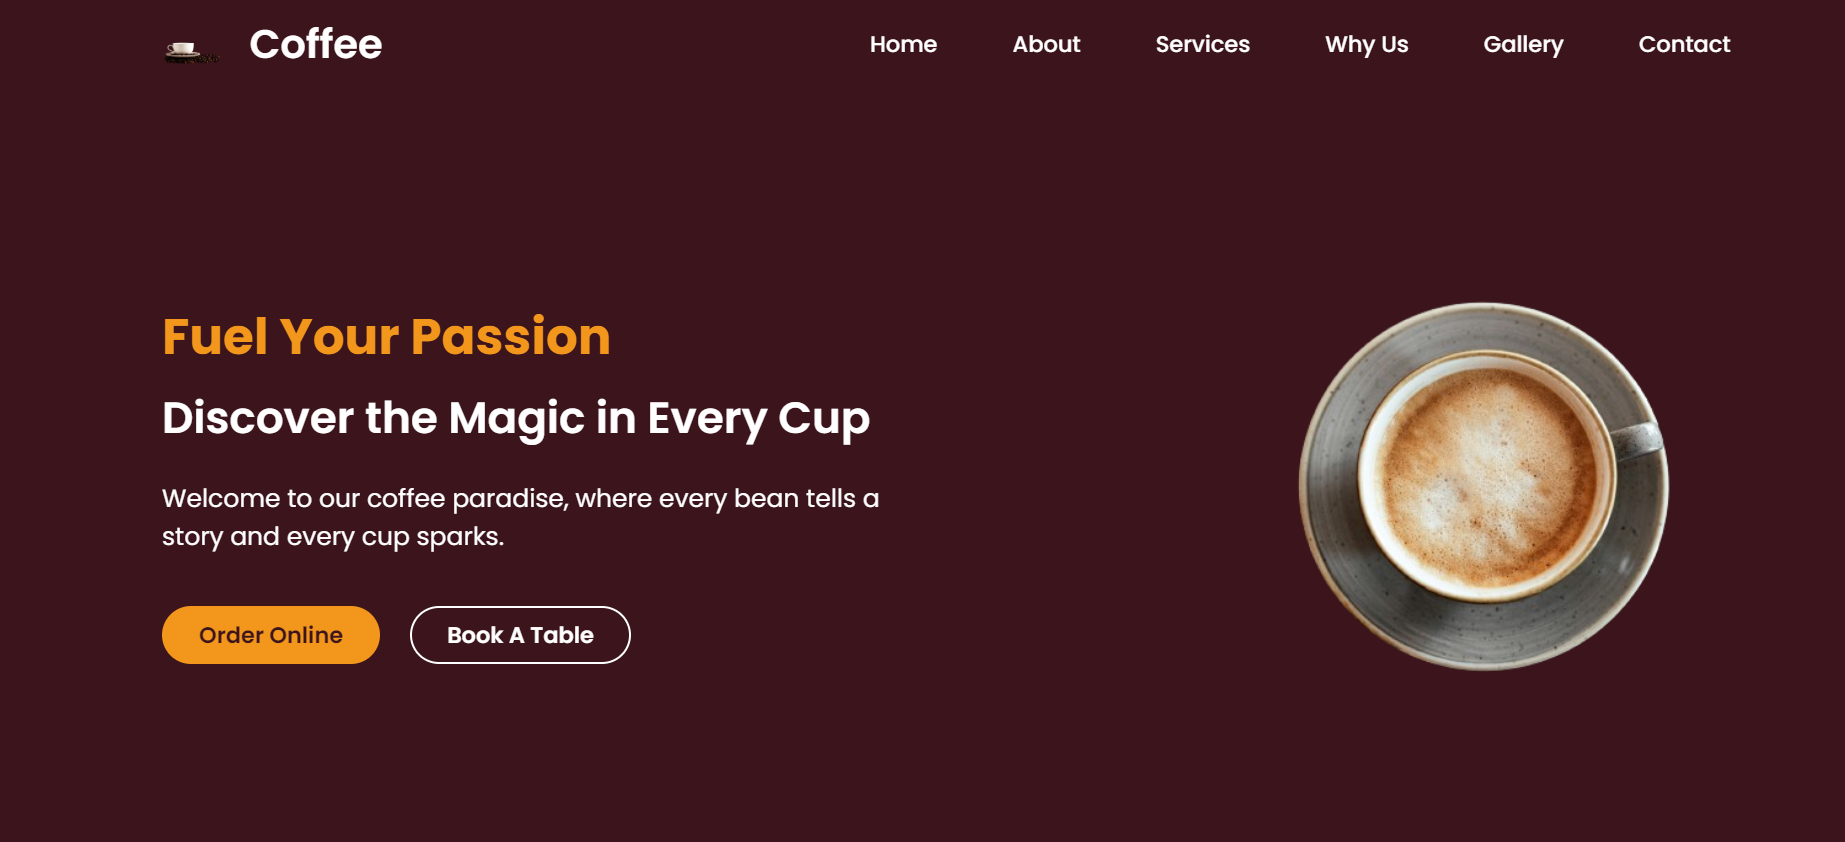 Coffee
Home
About
Services
Why Us
Gallery
Contact
Fuel Your Passion
Discover the Magic in Every Cup
Welcome to our coffee paradise, where every bean tells a
story and every cup sparks.
Order Online
Book A Table